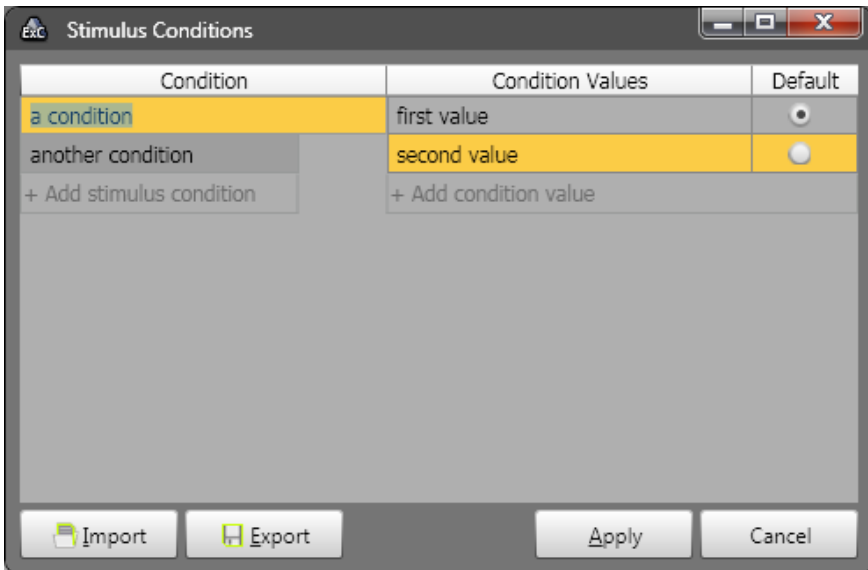 EXC Stimulus Conditions
Condition Condition Values Default
a condition first value
another condition second value
+ Add stimulus condition + Add condition value
Import Export Apply Cancel